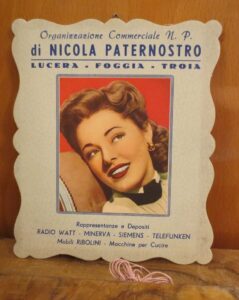 Organizzazione Commerciale N. P.
di NICOLA PATERNOSTRO
LUCERA - FOGGIA - TROIA
Rappresentanze e Depositi
RADIO WATT - MINERVA - SIEMENS - TELEFUNKEN
Mobili RIBOLINI - Macchine per Cucire